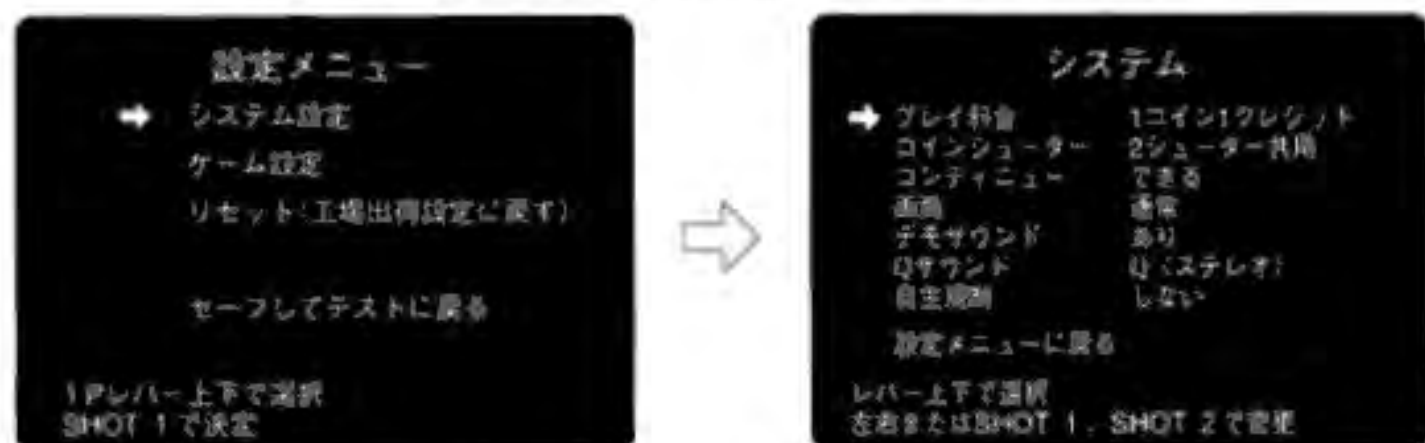 設定メニュー
システム設定
ケーム設定
リセット(工場出荷設定に戻す)
セーブしてテストに戻る
1Pレバー上下で選択
SHOT 1で決定
システム
プレイ料金 1コイン1クレジット
コインシューター 2シューター共用
コンティニュー できる
画面 通常
デモサウンド あり
Qサウンド Q(ステレオ)
自主規制 しない
設定メニューに戻る
レバー上下で選択
左右またはSHOT 1、SHOT 2で変更